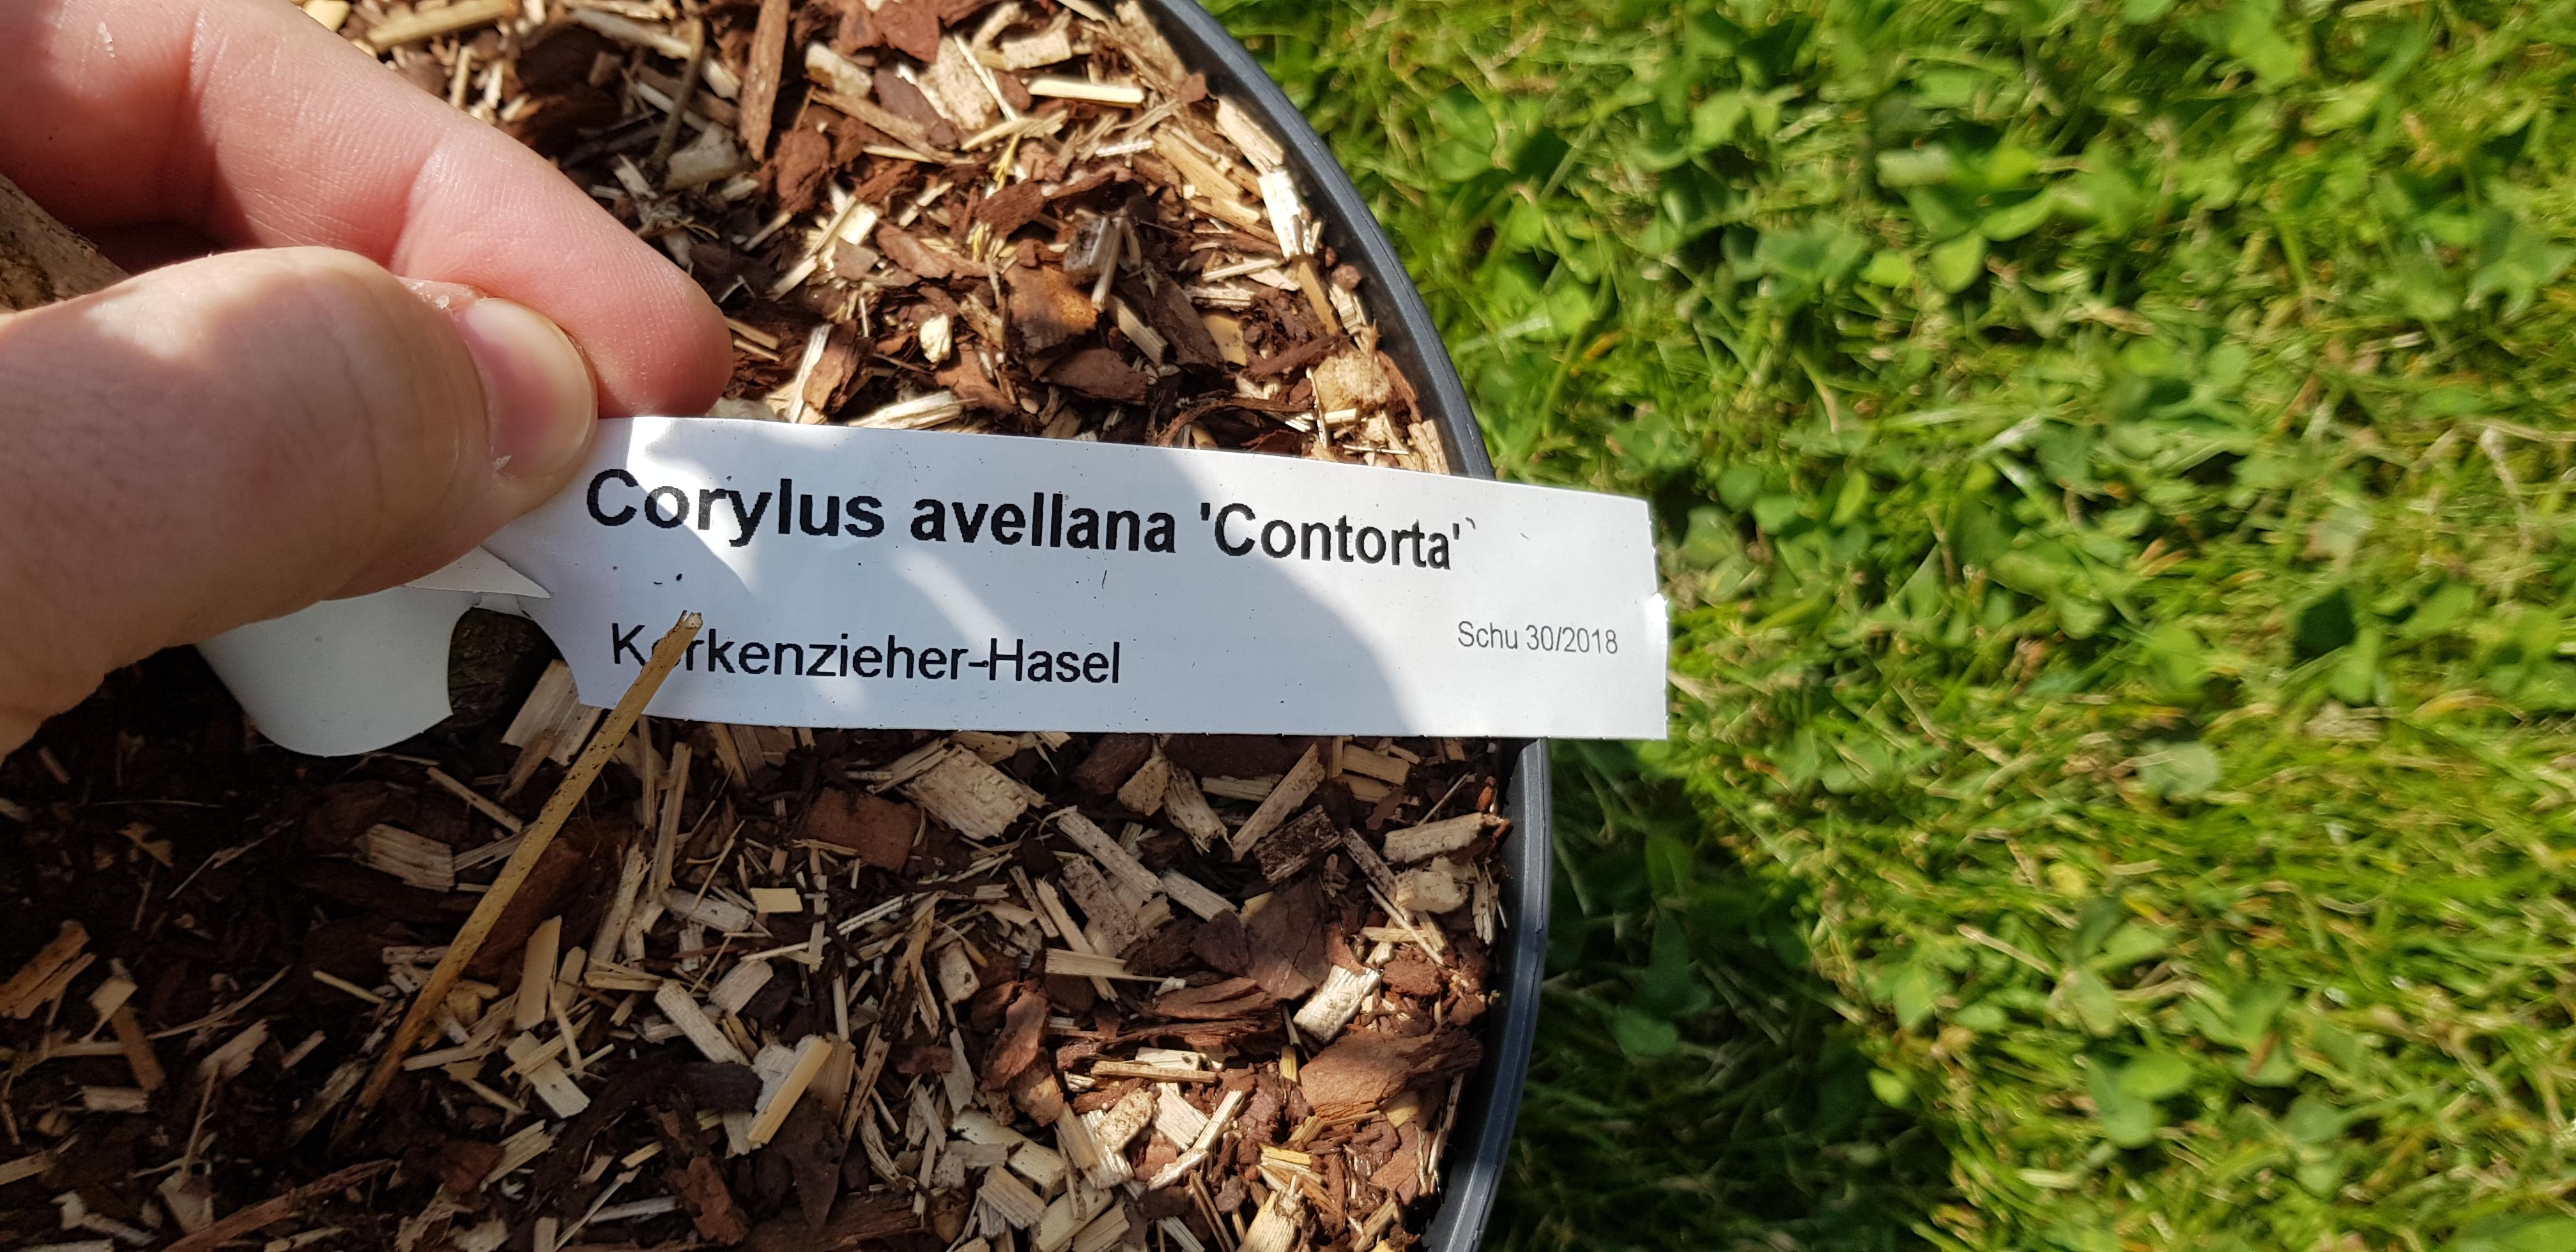 Corylus avellana 'Contorta'
Korkenzieher-Hasel
Schu 30/2018